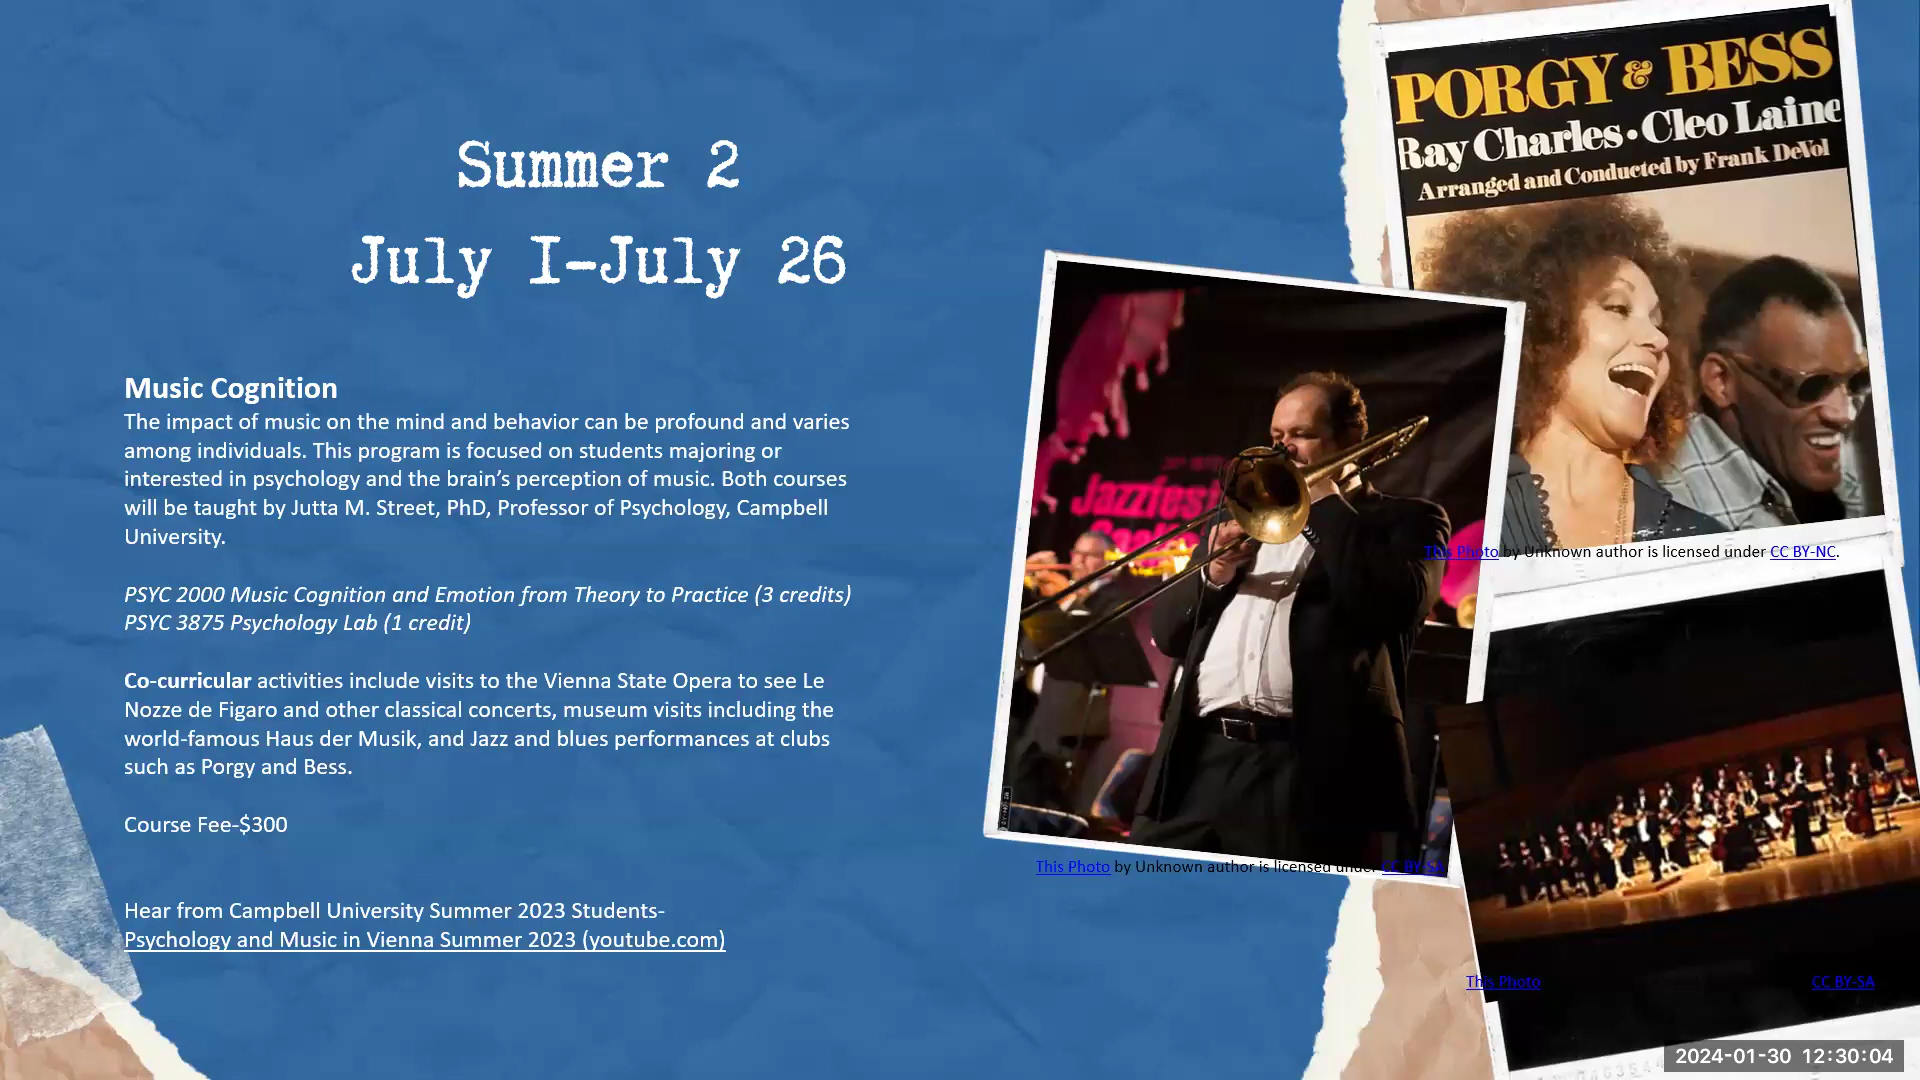 Summer 2
July I-July 26
Music Cognition
The impact of music on the mind and behavior can be profound and varies
among individuals. This program is focused on students majoring or
interested in psychology and the brain’s perception of music. Both courses
will be taught by Jutta M. Street, PhD, Professor of Psychology, Campbell
University.
PSYC 2000 Music Cognition and Emotion from Theory to Practice (3 credits)
PSYC 3875 Psychology Lab (1 credit)
Co-curricular activities include visits to the Vienna State Opera to see Le
Nozze de Figaro and other classical concerts, museum visits including the
world-famous Haus der Musik, and Jazz and blues performances at clubs
such as Porgy and Bess.
Course Fee-$300
Hear from Campbell University Summer 2023 Students-
Psychology and Music in Vienna Summer 2023 (youtube.com)
PORGY & BESS
Ray Charles • Cleo Laine
Arranged and Conducted by Frank DeVol
This Photo by Unknown author is licensed under CC BY-NC.
Jazzfest
This Photo by Unknown author is licensed under CC BY-SA.
This Photo CC BY-SA
2024-01-30 12:30:04